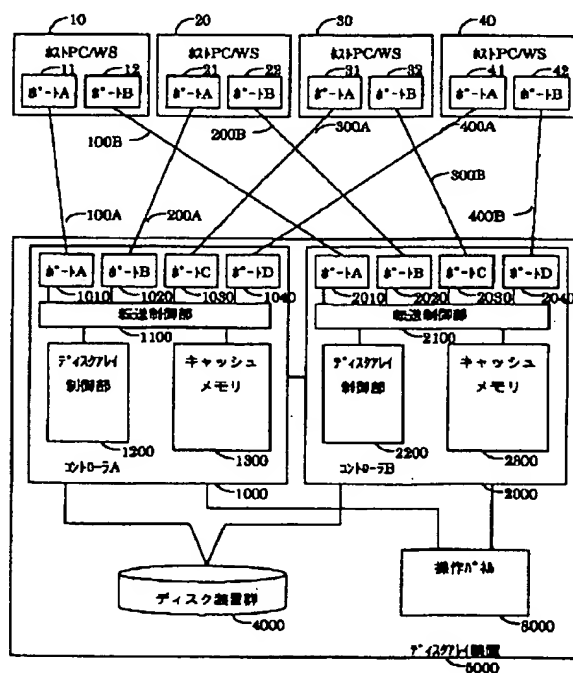 10 20 30 40
ホストPC/WS ホストPC/WS ホストPC/WS ホストPC/WS
11 12 21 22 31 32 41 42
ポートA ポートB ポートA ポートB ポートA ポートB ポートA ポートB
100B 200B 300A 400A
300B
100A 200A 400B
ポートA ポートB ポートC ポートD ポートA ポートB ポートC ポートD
1010 1020 1030 1040 2010 2020 2030 2040
転送制御部 転送制御部
1100 2100
ディスクアレイ キャッシュ ディスクアレイ キャッシュ
制御部 メモリ 制御部 メモリ
1200 1300 2200 2300
コントローラA コントローラB
1000 2000
操作パネル
ディスク装置群
4000 3000
ディスクアレイ装置
5000